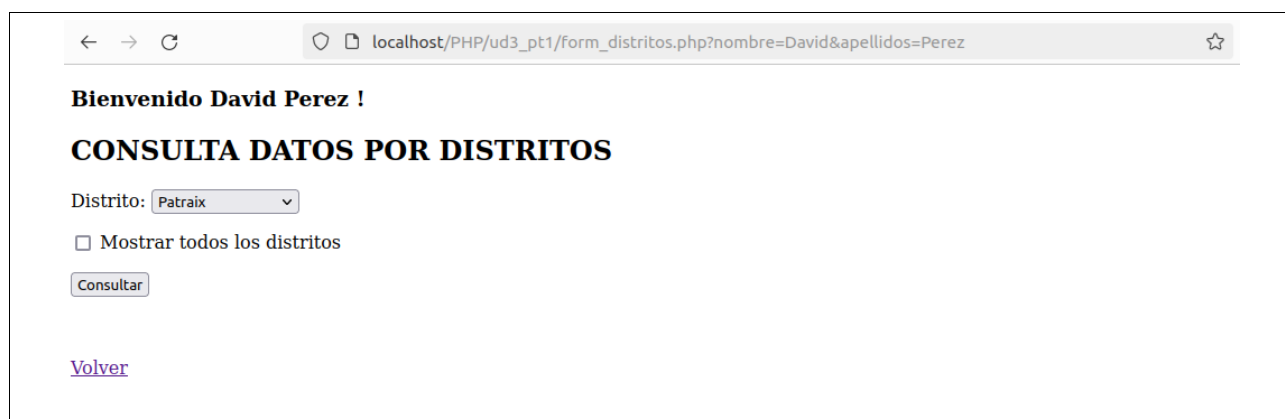 localhost/PHP/ud3_pt1/form_distritos.php?nombre=David&apellidos=Perez
Bienvenido David Perez !
CONSULTA DATOS POR DISTRITOS
Distrito: Patraix
Mostrar todos los distritos
Consultar
Volver